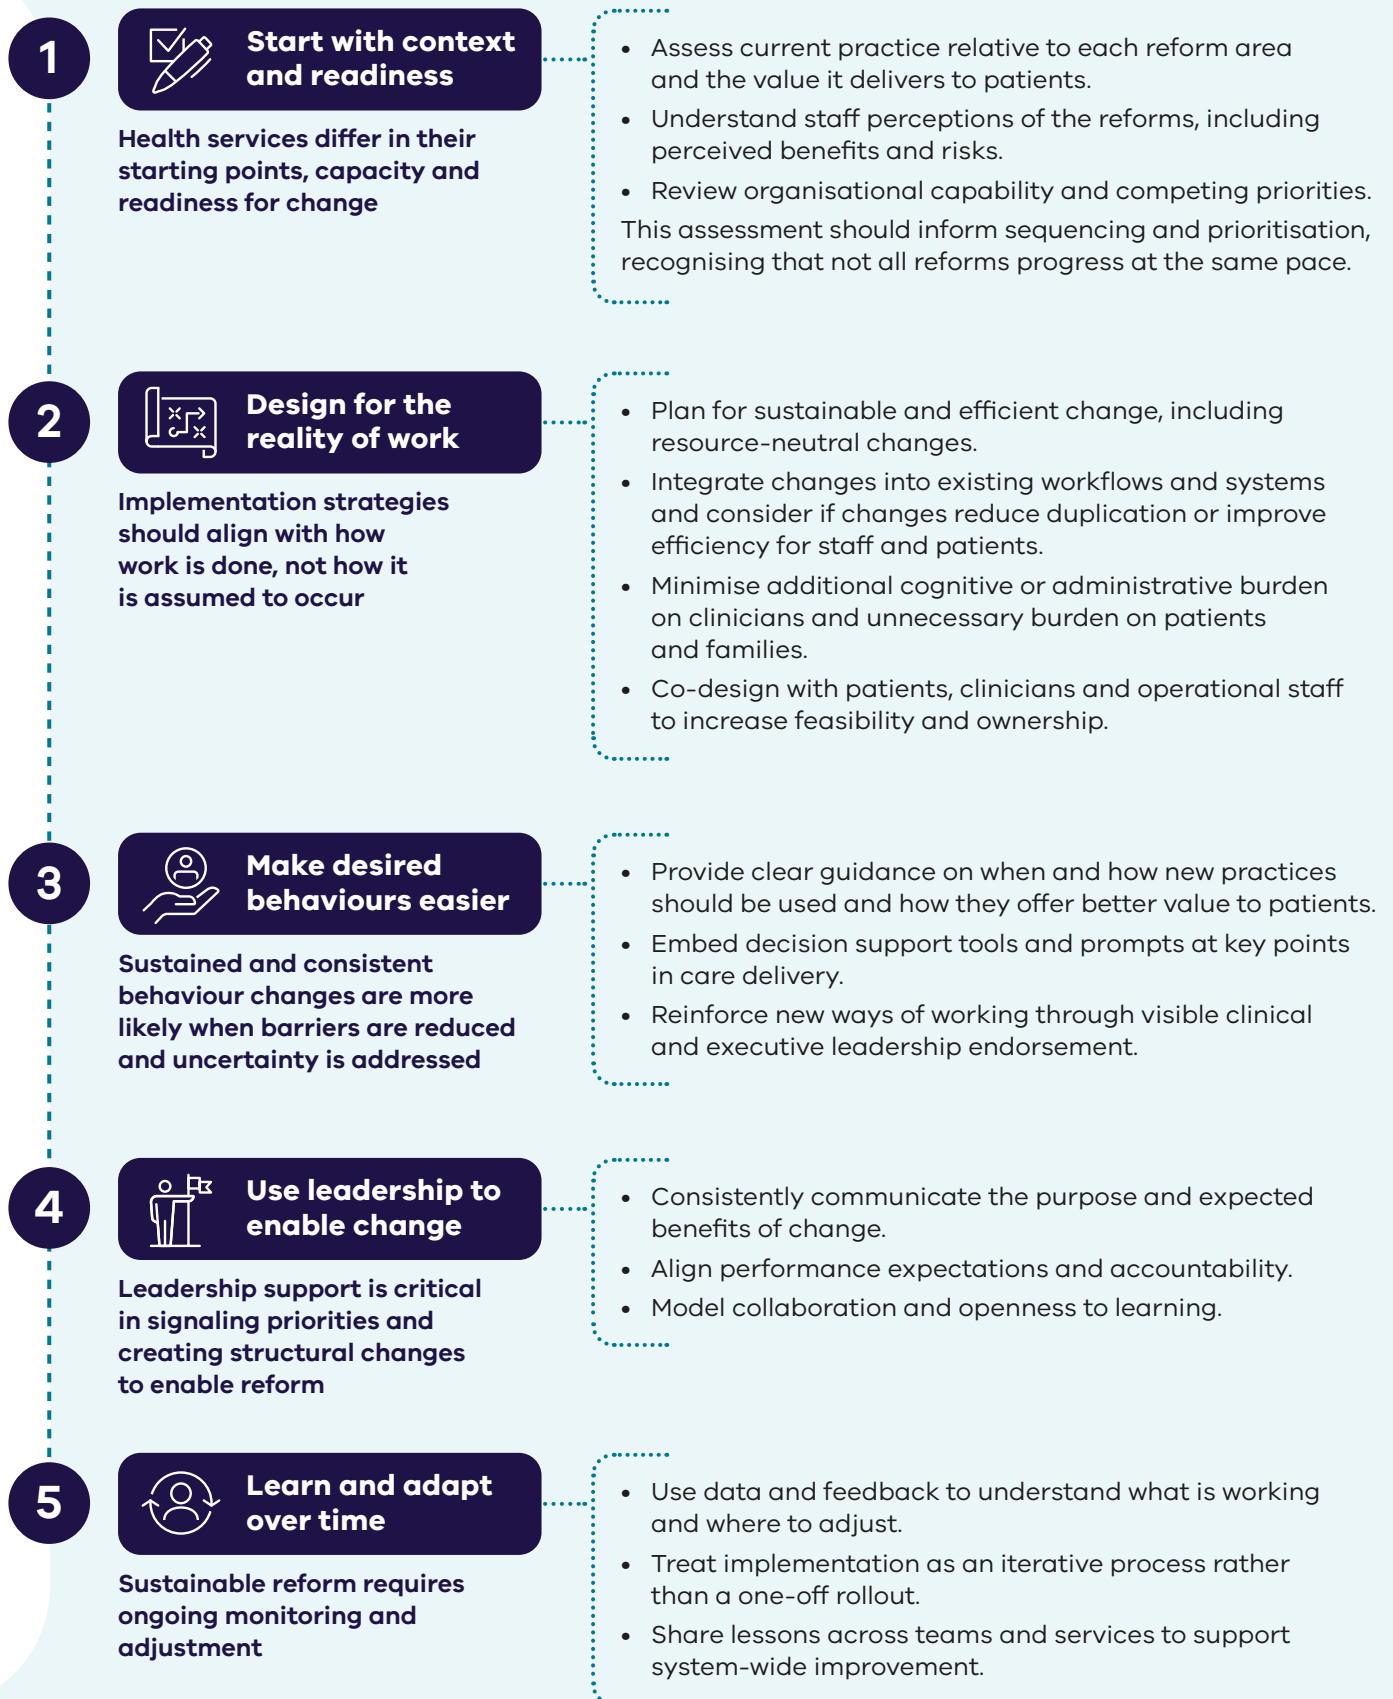 1
Start with context
and readiness
Health services differ in their
starting points, capacity and
readiness for change
• Assess current practice relative to each reform area
and the value it delivers to patients.
• Understand staff perceptions of the reforms, including
perceived benefits and risks.
• Review organisational capability and competing priorities.
This assessment should inform sequencing and prioritisation,
recognising that not all reforms progress at the same pace.
2
Design for the
reality of work
Implementation strategies
should align with how
work is done, not how it
is assumed to occur
• Plan for sustainable and efficient change, including
resource-neutral changes.
• Integrate changes into existing workflows and systems
and consider if changes reduce duplication or improve
efficiency for staff and patients.
• Minimise additional cognitive or administrative burden
on clinicians and unnecessary burden on patients
and families.
• Co-design with patients, clinicians and operational staff
to increase feasibility and ownership.
3
Make desired
behaviours easier
Sustained and consistent
behaviour changes are more
likely when barriers are reduced
and uncertainty is addressed
• Provide clear guidance on when and how new practices
should be used and how they offer better value to patients.
• Embed decision support tools and prompts at key points
in care delivery.
• Reinforce new ways of working through visible clinical
and executive leadership endorsement.
4
Use leadership to
enable change
Leadership support is critical
in signaling priorities and
creating structural changes
to enable reform
• Consistently communicate the purpose and expected
benefits of change.
• Align performance expectations and accountability.
• Model collaboration and openness to learning.
5
Learn and adapt
over time
Sustainable reform requires
ongoing monitoring and
adjustment
• Use data and feedback to understand what is working
and where to adjust.
• Treat implementation as an iterative process rather
than a one-off rollout.
• Share lessons across teams and services to support
system-wide improvement.